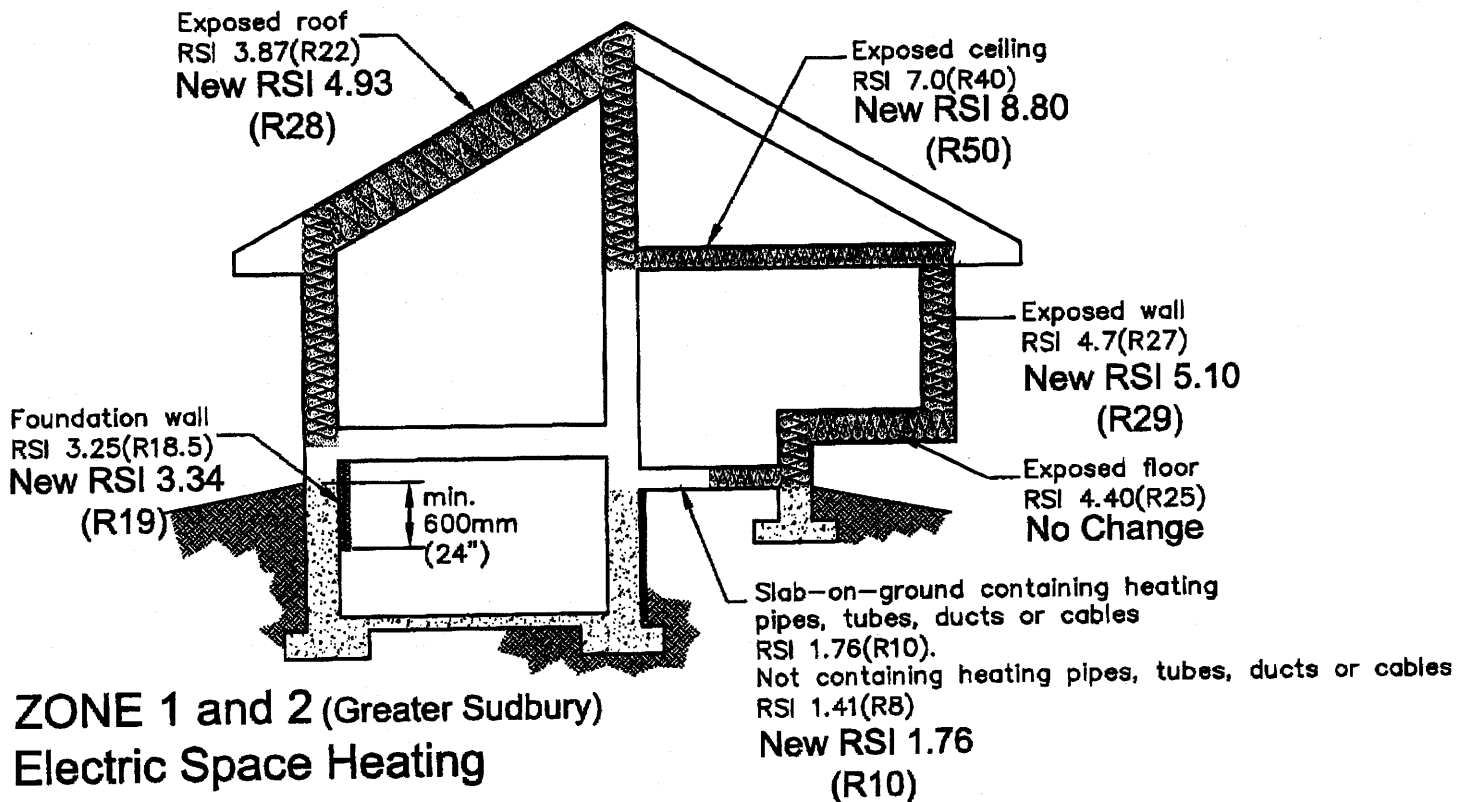 Exposed roof
RSI 3.87(R22)
New RSI 4.93
(R28)
Exposed ceiling
RSI 7.0(R40)
New RSI 8.80
(R50)
Exposed wall
RSI 4.7(R27)
New RSI 5.10
(R29)
Foundation wall
RSI 3.25(R18.5)
New RSI 3.34
(R19)
min.
600mm
(24")
Exposed floor
RSI 4.40(R25)
No Change
Slab-on-ground containing heating
pipes, tubes, ducts or cables
RSI 1.76(R10).
Not containing heating pipes, tubes, ducts or cables
RSI 1.41(R8)
New RSI 1.76
(R10)
ZONE 1 and 2 (Greater Sudbury)
Electric Space Heating